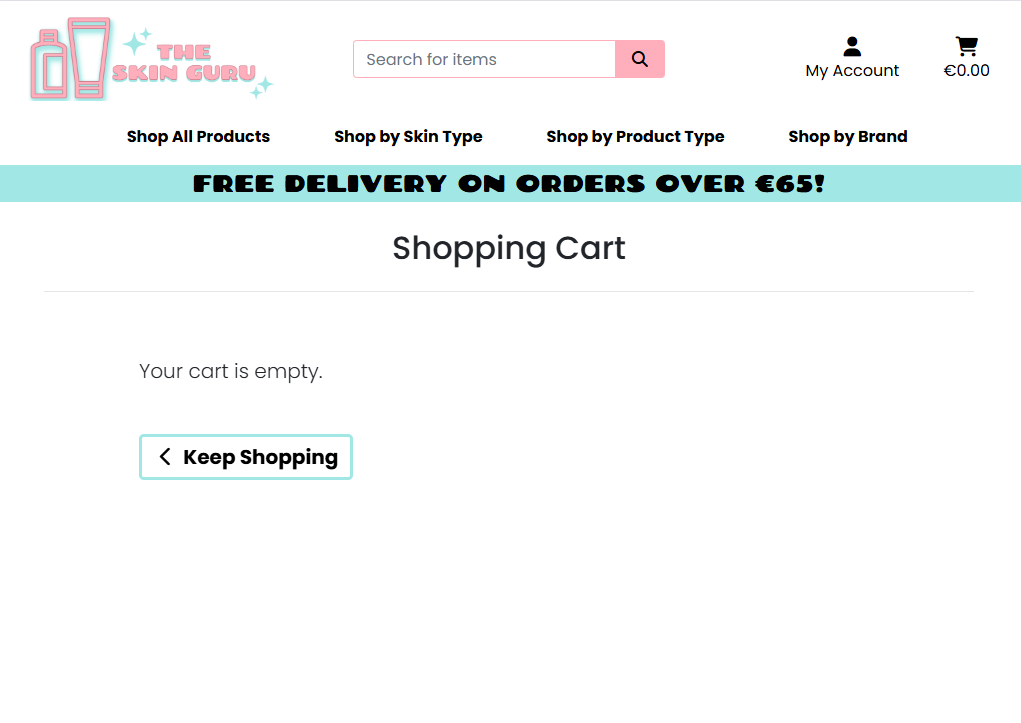 THE
SKIN GURU
Search for items
My Account
€0.00
Shop All Products
Shop by Skin Type
Shop by Product Type
Shop by Brand
FREE DELIVERY ON ORDERS OVER €65!
Shopping Cart
Your cart is empty.
Keep Shopping